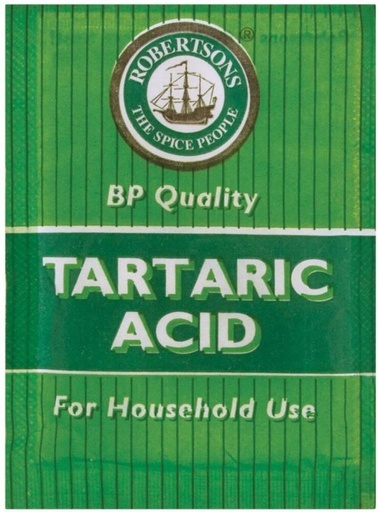 ROBERTSONS
®
THE SPICE PEOPLE
BP Quality
TARTARIC
ACID
For Household Use